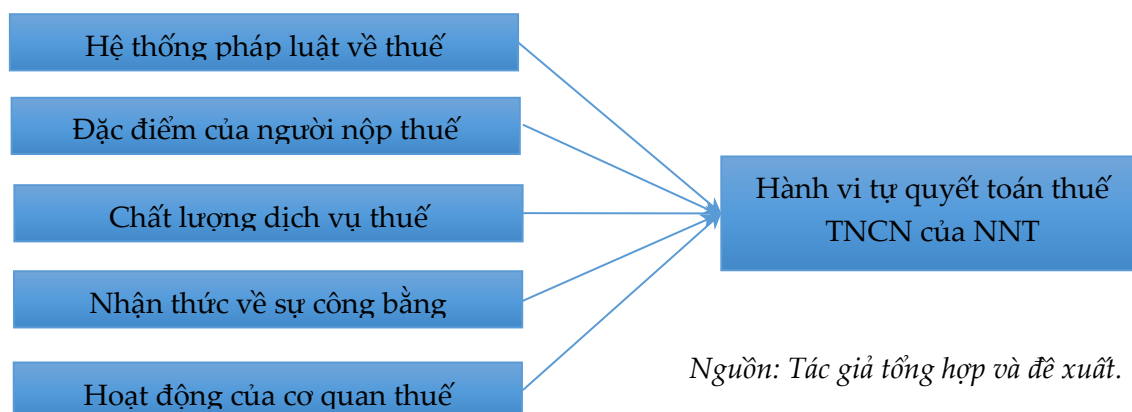 Hệ thống pháp luật về thuế
Đặc điểm của người nộp thuế
Chất lượng dịch vụ thuế
Nhận thức về sự công bằng
Hoạt động của cơ quan thuế
Hành vi tự quyết toán thuế
TNCN của NNT
Nguồn: Tác giả tổng hợp và đề xuất.